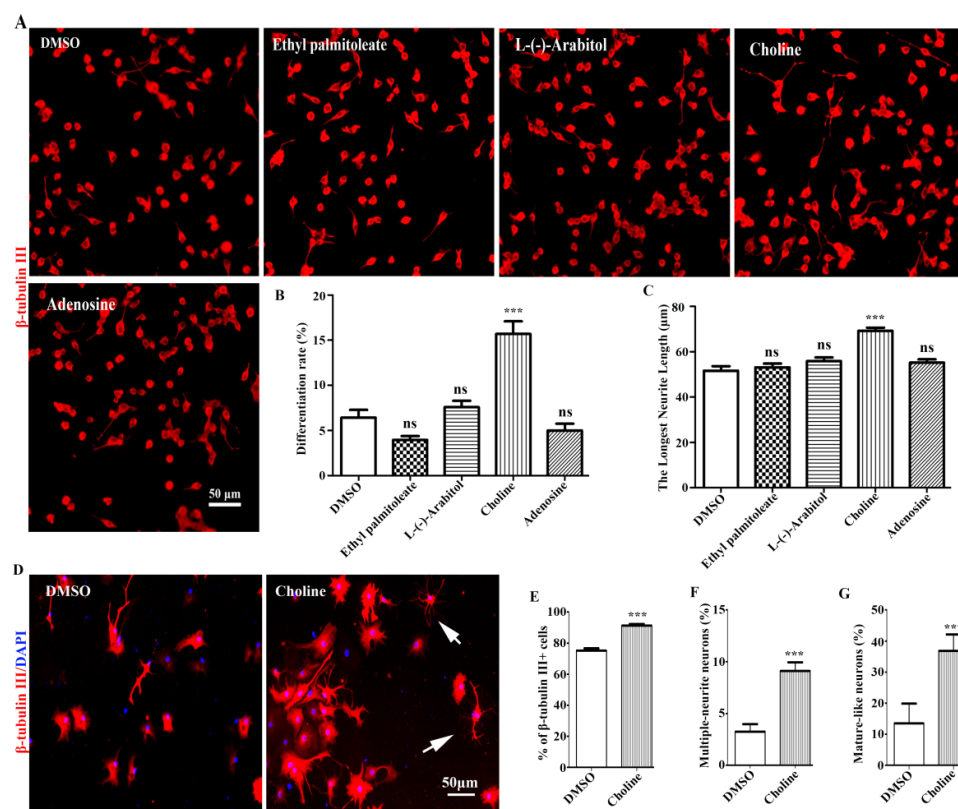 A
DMSO
Ethyl palmitoleate
L-(-)-Arabitol
Choline
β-tubulin III
Adenosine
50 μm
B
Differentiation rate (%)
20
15
10
5
0
ns
ns
***
ns
DMSO
Ethyl palmitoleate
L-(-)-Arabitol
Choline
Adenosine
C
The Longest Neurite Length (μm)
80
60
40
20
0
ns
ns
***
ns
DMSO
Ethyl palmitoleate
L-(-)-Arabitol
Choline
Adenosine
D
DMSO
Choline
β-tubulin III/DAPI
50μm
E
% of β-tubulin III+ cells
100
80
60
40
20
0
***
DMSO
Choline
F
Multiple-neurite neurons (%)
15
10
5
0
***
DMSO
Choline
G
Mature-like neurons (%)
50
40
30
20
10
0
***
DMSO
Choline